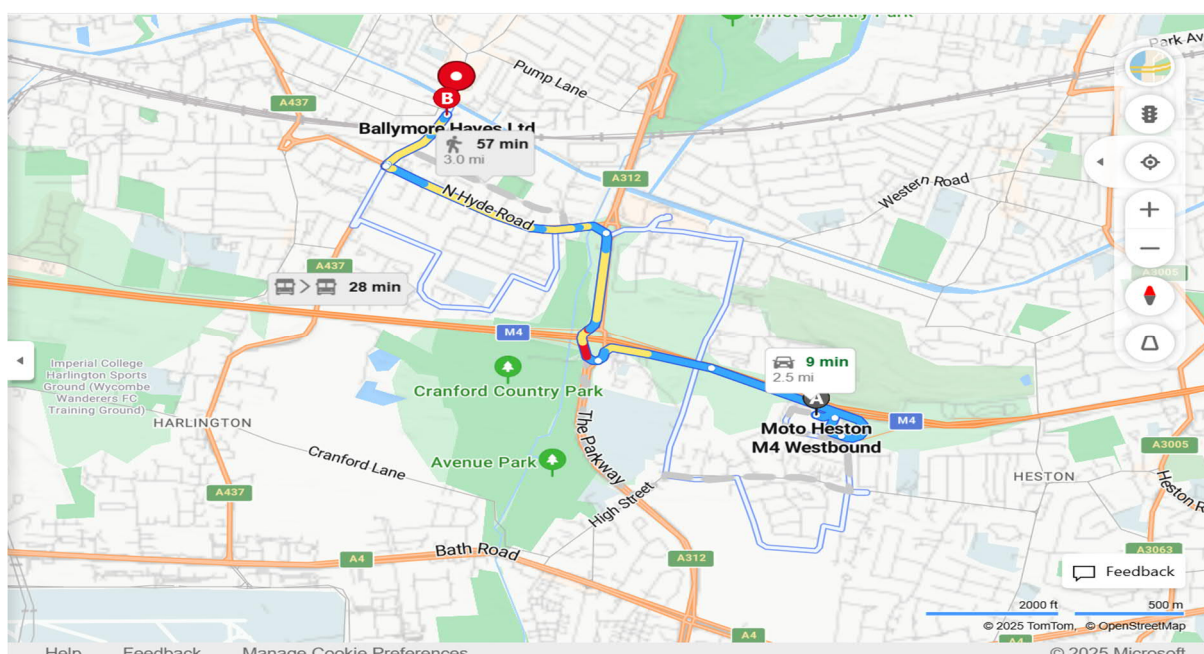 Minet Country Park
Park Av
Pump Lane
A437
B
Ballymore Hayes Ltd
57 min
3.0 mi
A312
Western Road
N Hyde Road
A437
28 min
A3006
M4
Imperial College
Harlington Sports
Ground (Wycombe
Wanderers FC
Training Ground)
Cranford Country Park
9 min
2.5 mi
A
M4
Moto Heston
M4 Westbound
HARLINGTON
The Parkway
A3005
Cranford Lane
Avenue Park
HESTON
Heston R
A437
High Street
Bath Road
A4
A312
A3063
Feedback
2000 ft
500 m
© 2025 TomTom, © OpenStreetMap
A4
A4
Help
Feedback
Manage Cookie Preferences
© 2025 Microsoft